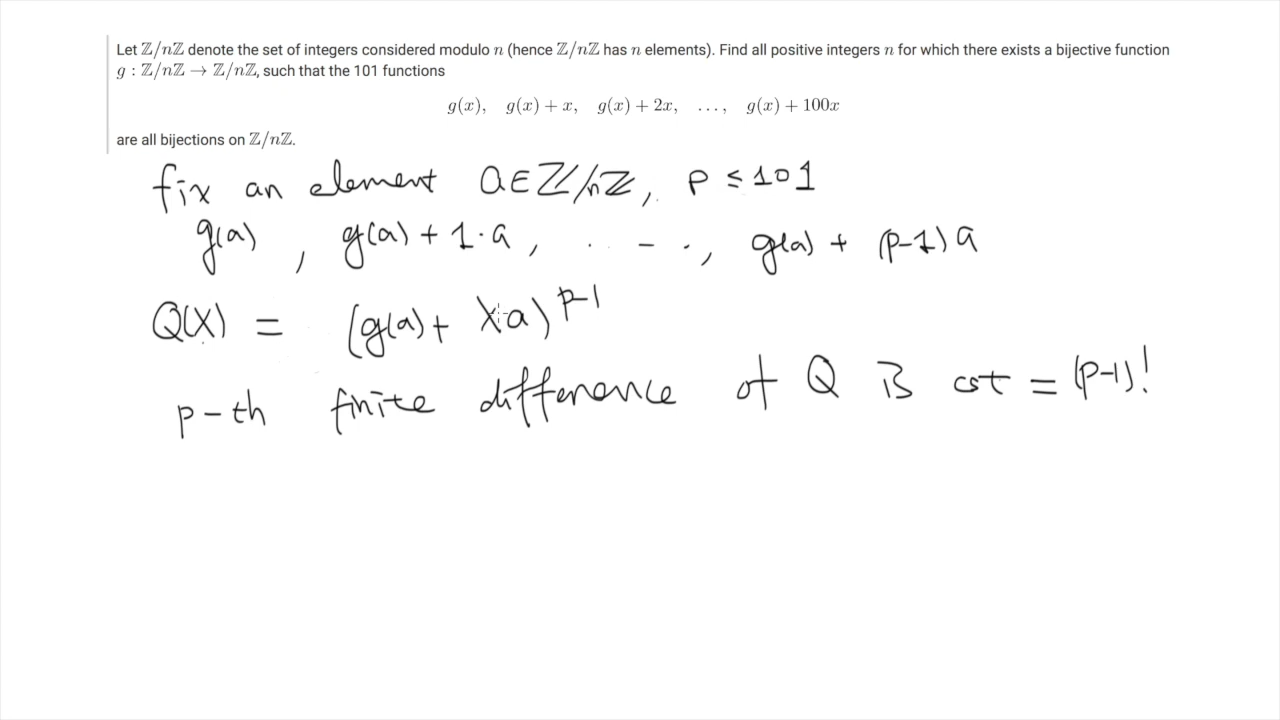 Let ℤ/nℤ denote the set of integers considered modulo n (hence ℤ/nℤ has n elements). Find all positive integers n for which there exists a bijective function
g : ℤ/nℤ → ℤ/nℤ, such that the 101 functions
g(x), g(x) + x, g(x) + 2x, ..., g(x) + 100x
are all bijections on ℤ/nℤ.
fix an element a∈ℤ/nℤ, p ≤ 101
g(a), g(a) + 1·a, · - ·, g(a) + (p-1)a
Q(X) = (g(a) + Xa)^{p-1}
p-th finite difference of Q is cst = (p-1)!